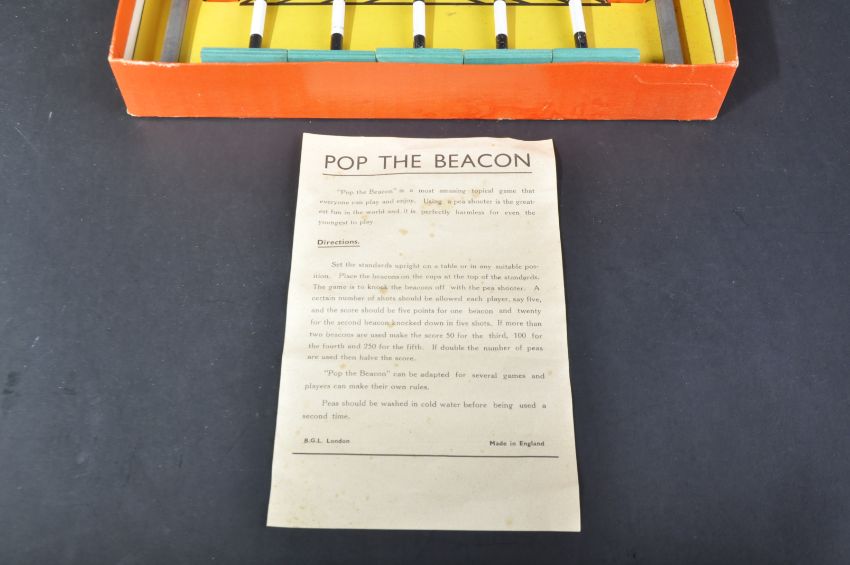 POP THE BEACON
"Pop the Beacon" is a most amusing topical game that
everyone can play and enjoy. Using a pea shooter is the great-
est fun in the world and it is perfectly harmless for even the
youngest to play
Directions.
Set the standards upright on a table or in any suitable pos-
ition. Place the beacons on the cups at the top of the standards.
The game is to knock the beacons off with the pea shooter. A
certain number of shots should be allowed each player, say five,
and the score should be five points for one beacon and twenty
for the second beacon knocked down in five shots. If more than
two beacons are used make the score 50 for the third, 100 for
the fourth and 250 for the fifth. If double the number of peas
are used then halve the score.
"Pop the Beacon" can be adapted for several games and
players can make their own rules.
Peas should be washed in cold water before being used a
second time.
B.G.L. London Made in England